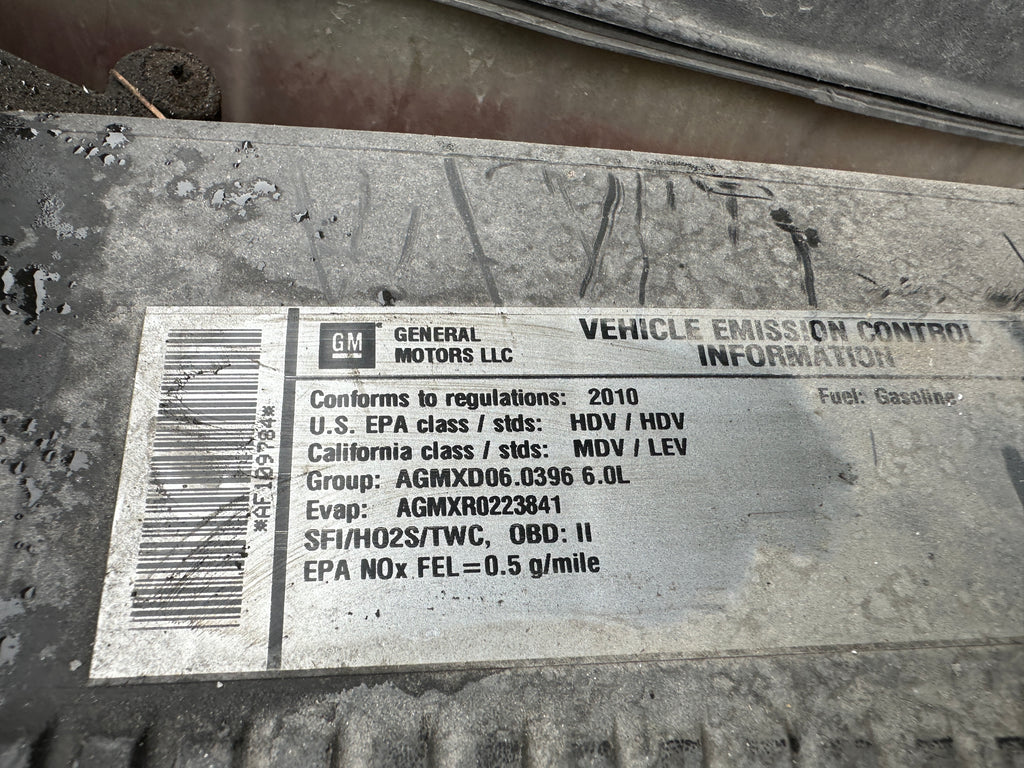 *AF109784*
GM
GENERAL
MOTORS LLC
VEHICLE EMISSION CONTROL
INFORMATION
Conforms to regulations: 2010
Fuel: Gasoline
U.S. EPA class / stds: HDV / HDV
California class / stds: MDV / LEV
Group: AGMXD06.0396 6.0L
Evap: AGMXR0223841
SFI/HO2S/TWC, OBD: II
EPA NOx FEL=0.5 g/mile